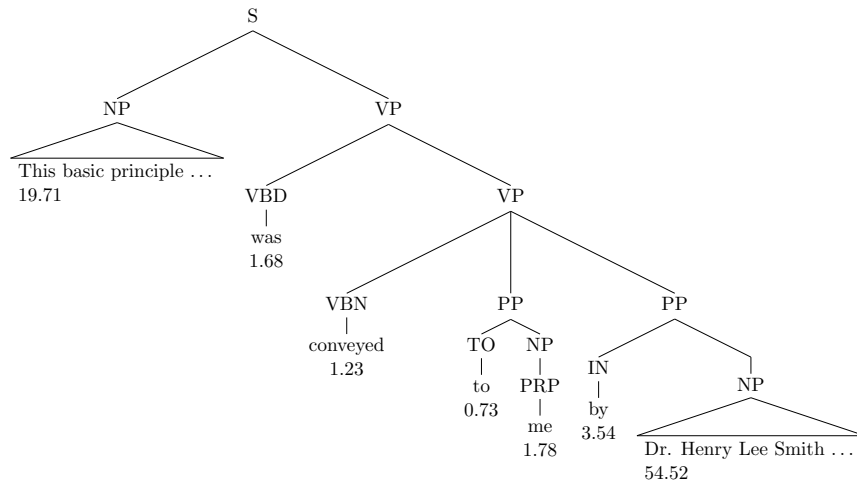 S
NP VP
This basic principle ...
19.71
VBD VP
was
1.68
VBN PP PP
conveyed
1.23
TO NP
to
0.73
PRP
me
1.78
IN
by
3.54
NP
Dr. Henry Lee Smith ...
54.52